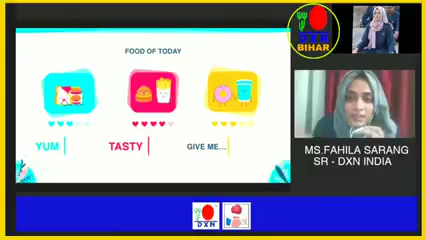 FOOD OF TODAY
YUM
TASTY
GIVE ME...
DXN
BIHAR
MS.FAHILA SARANG
SR - DXN INDIA
DXN